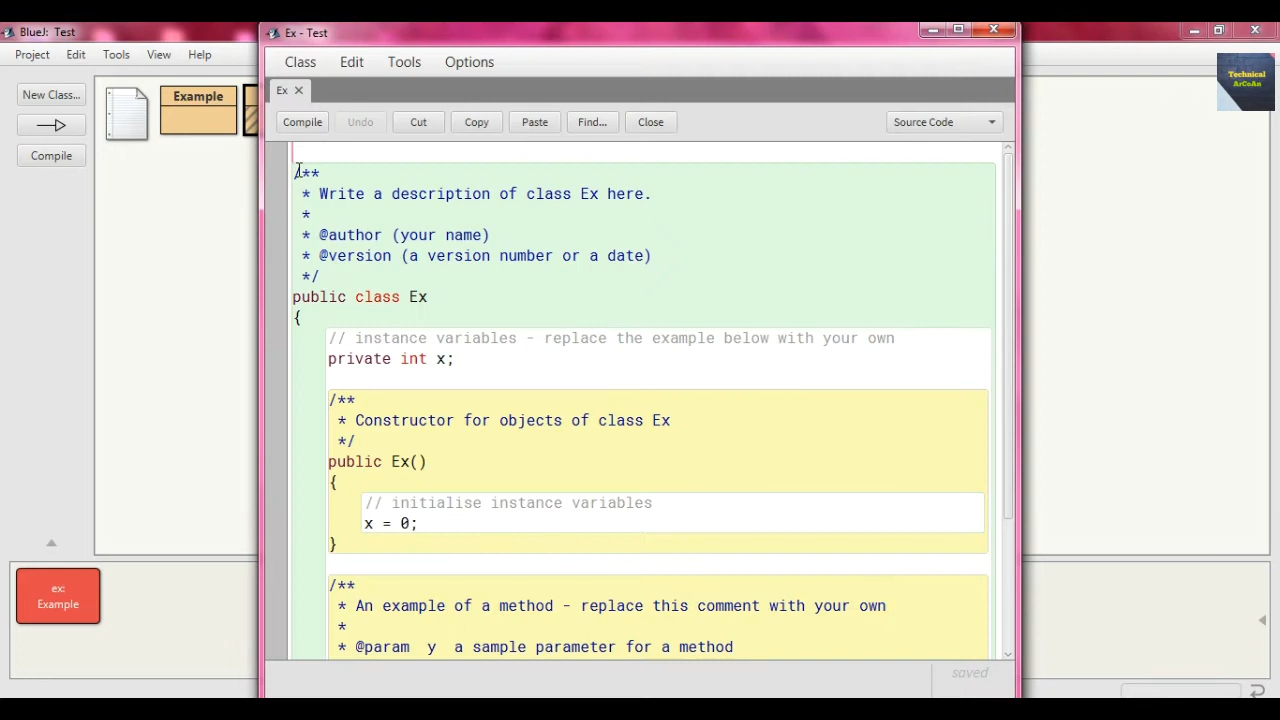 BlueJ: Test
Project Edit Tools View Help
New Class...
Compile
Example
ex:
Example
Ex - Test
Class Edit Tools Options
Ex ×
Compile Undo Cut Copy Paste Find... Close Source Code
/**
* Write a description of class Ex here.
*
* @author (your name)
* @version (a version number or a date)
*/
public class Ex
{
// instance variables - replace the example below with your own
private int x;
/**
* Constructor for objects of class Ex
*/
public Ex()
{
// initialise instance variables
x = 0;
}
/**
* An example of a method - replace this comment with your own
*
* @param y a sample parameter for a method
saved
Technical
ArCoAn